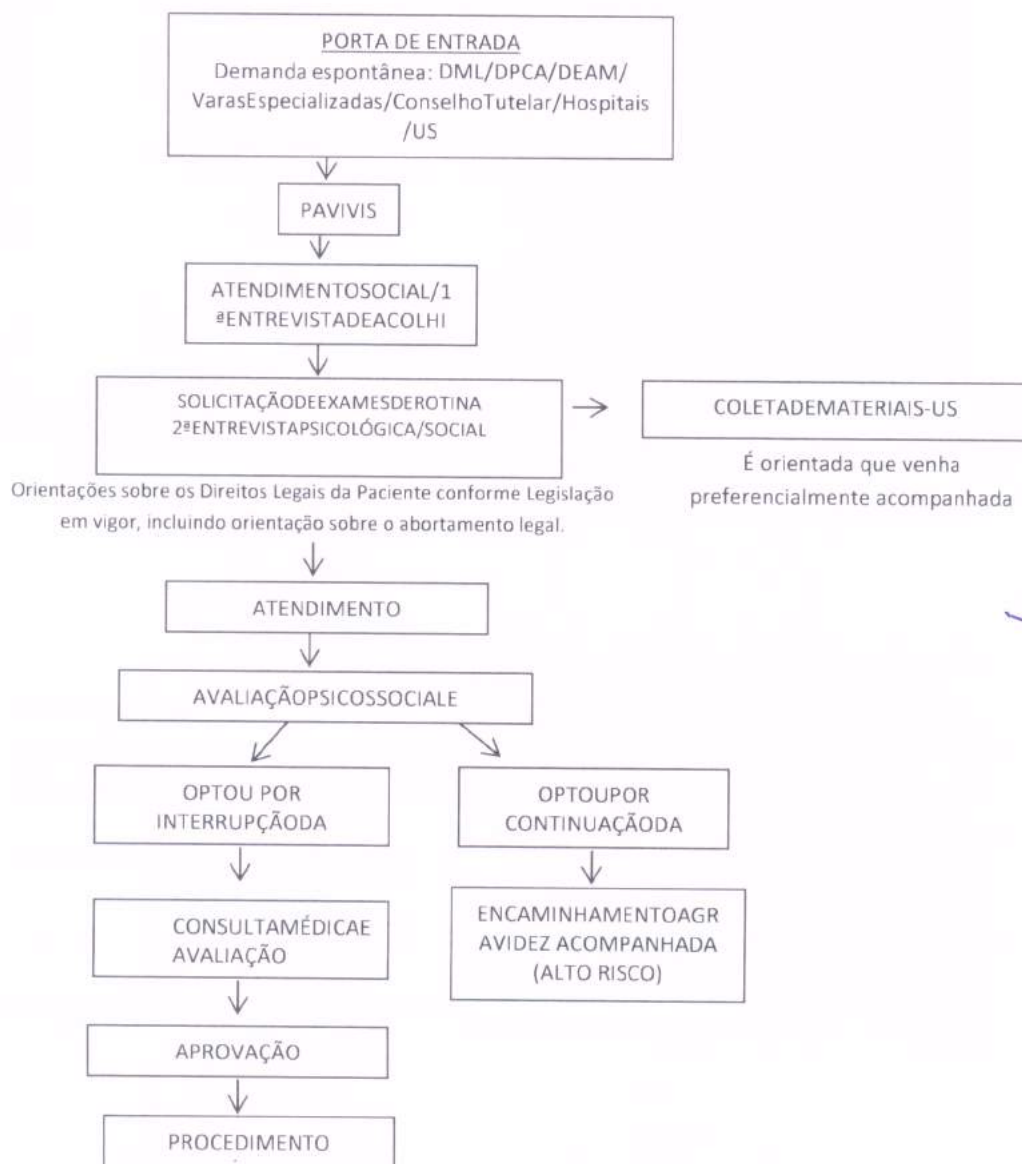 PORTA DE ENTRADA
Demanda espontânea: DML/DPCA/DEAM/
VarasEspecializadas/ConselhoTutelar/Hospitais
/US
PAVIVIS
ATENDIMENTOSOCIAL/1
ªENTREVISTADEACOLHI
SOLICITAÇÃODEEXAMESDEROTINA
2ªENTREVISTAPSICOLÓGICA/SOCIAL
COLETADEMATERIAIS-US
É orientada que venha
preferencialmente acompanhada
Orientações sobre os Direitos Legais da Paciente conforme Legislação
em vigor, incluindo orientação sobre o abortamento legal.
ATENDIMENTO
AVALIAÇÃOPSICOSSOCIALE
OPTOU POR
INTERRUPÇÃODA
OPTOUPOR
CONTINUAÇÃODA
CONSULTAMÉDICAE
AVALIAÇÃO
ENCAMINHAMENTOAGR
AVIDEZ ACOMPANHADA
(ALTO RISCO)
APROVAÇÃO
PROCEDIMENTO